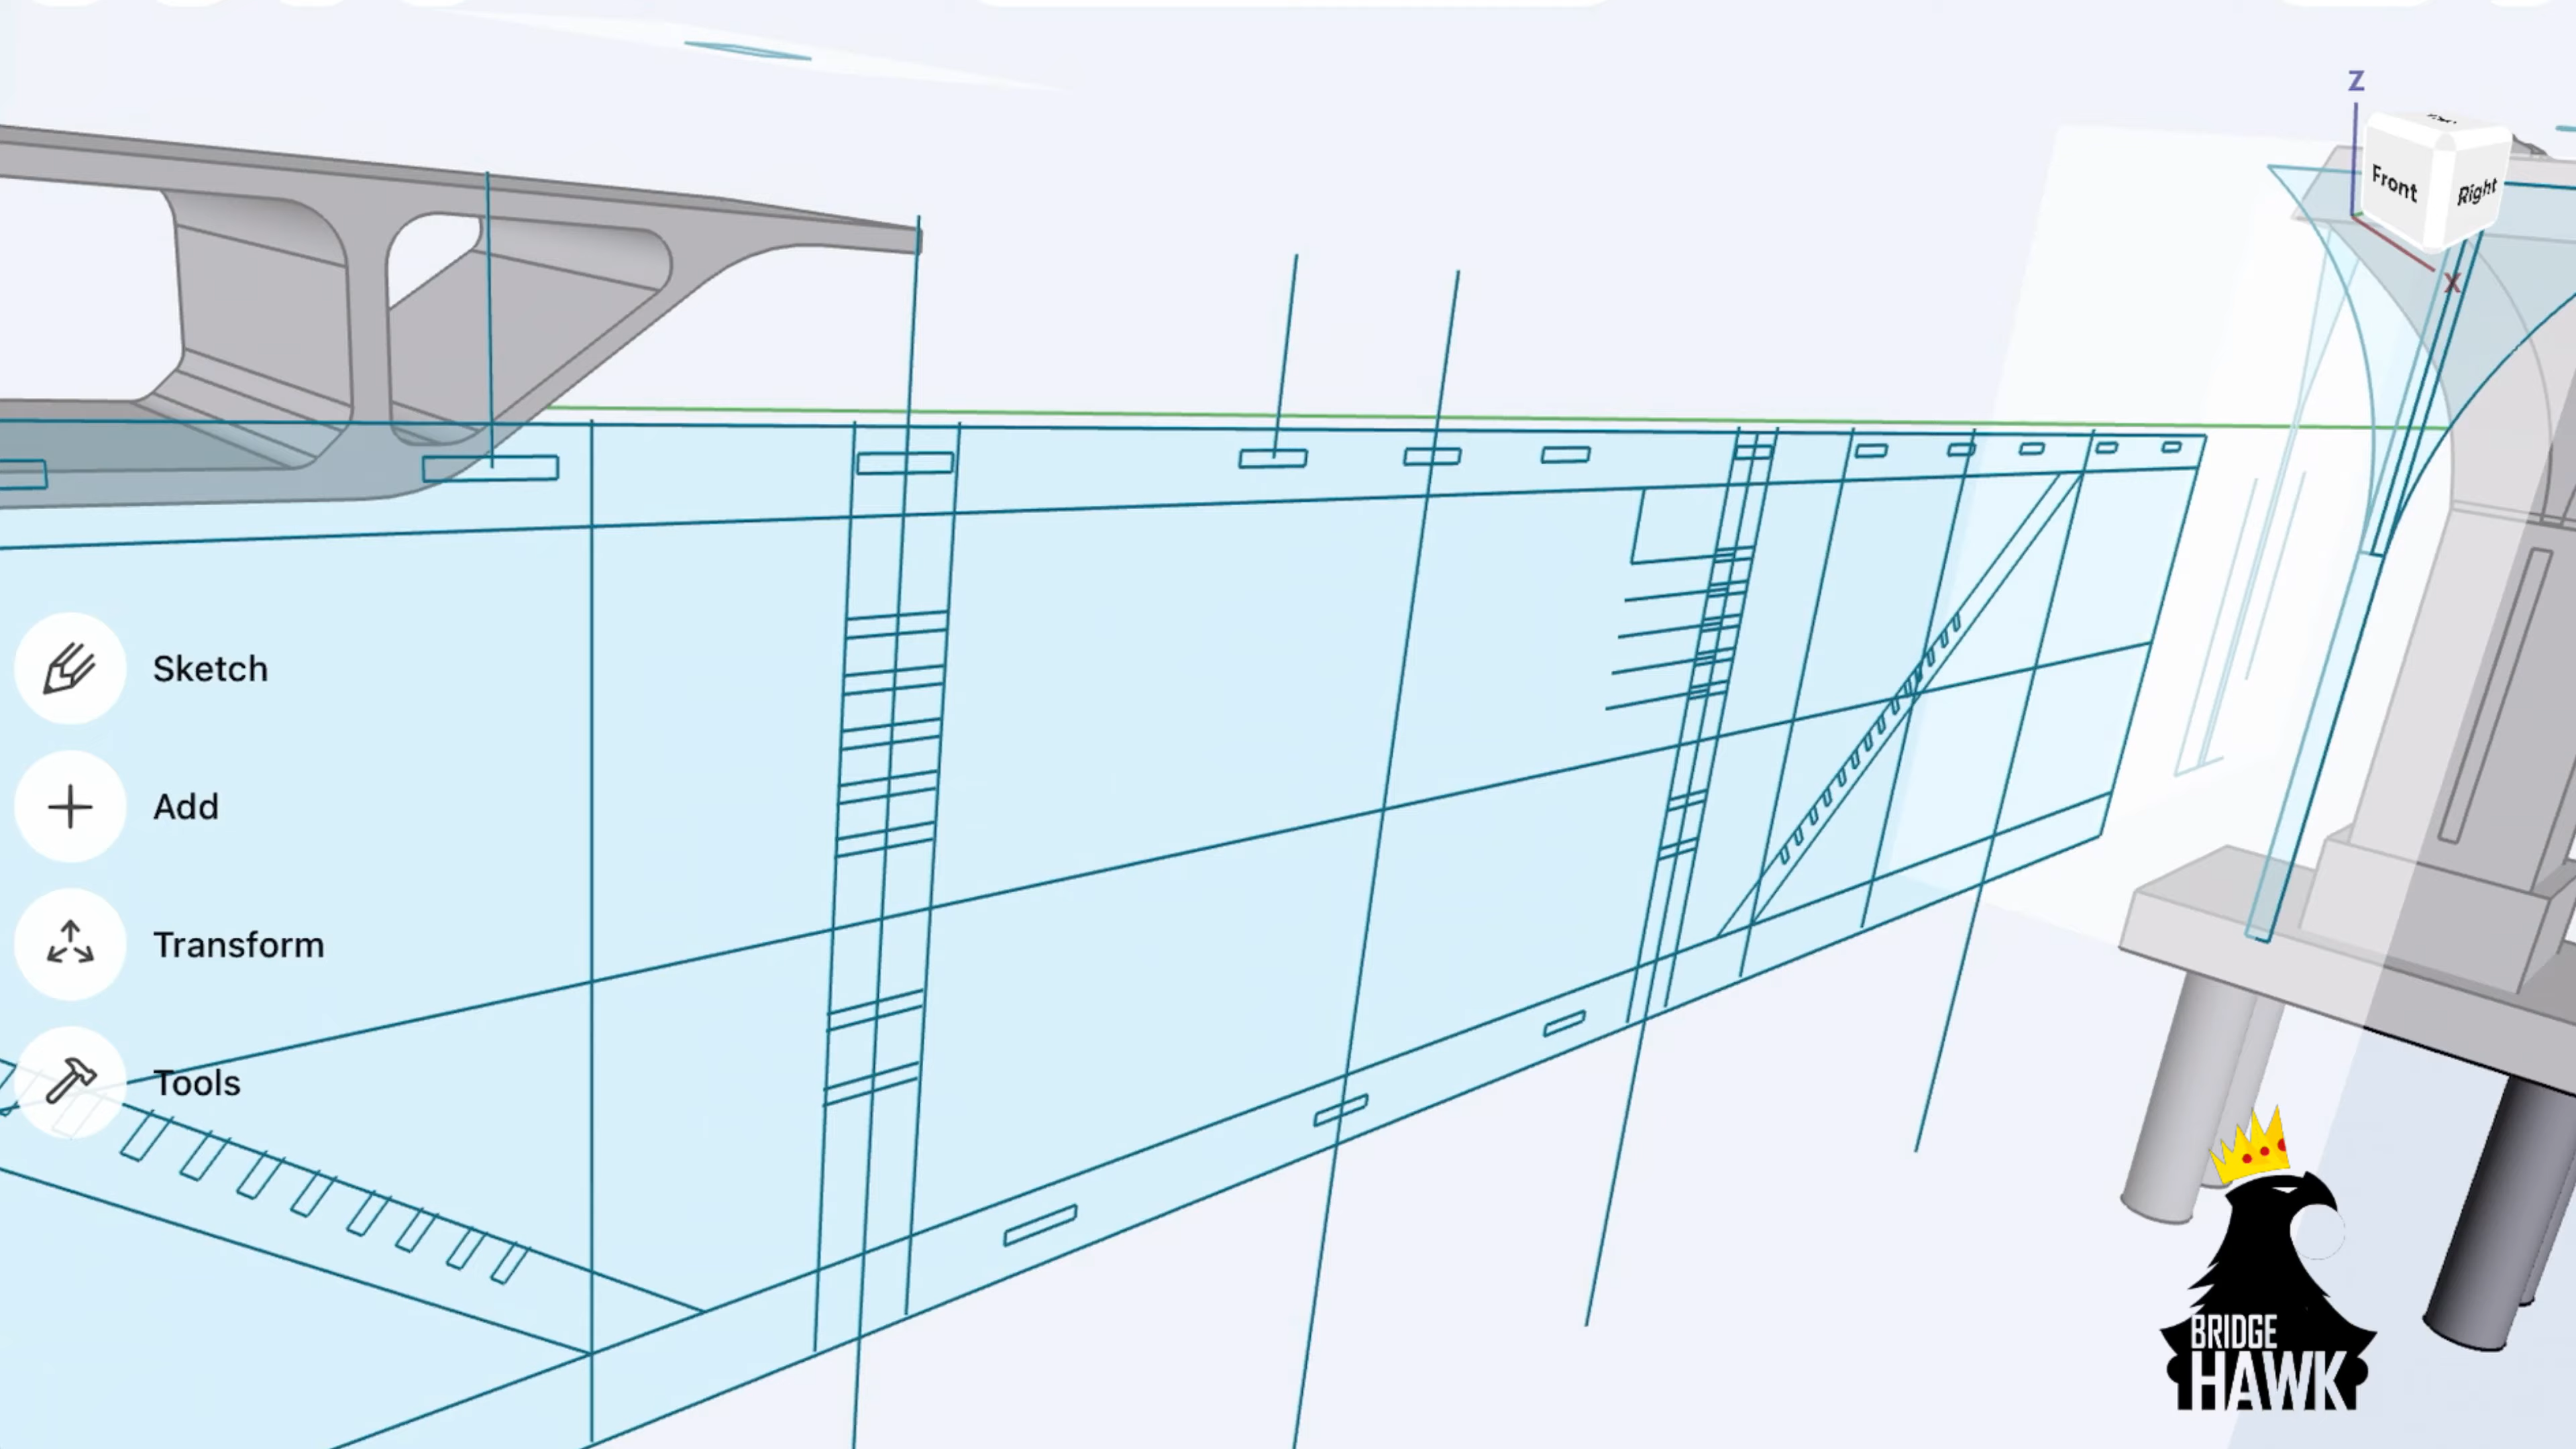 Z
Front
Right
X
Sketch
Add
Transform
Tools
BRIDGE
HAWK